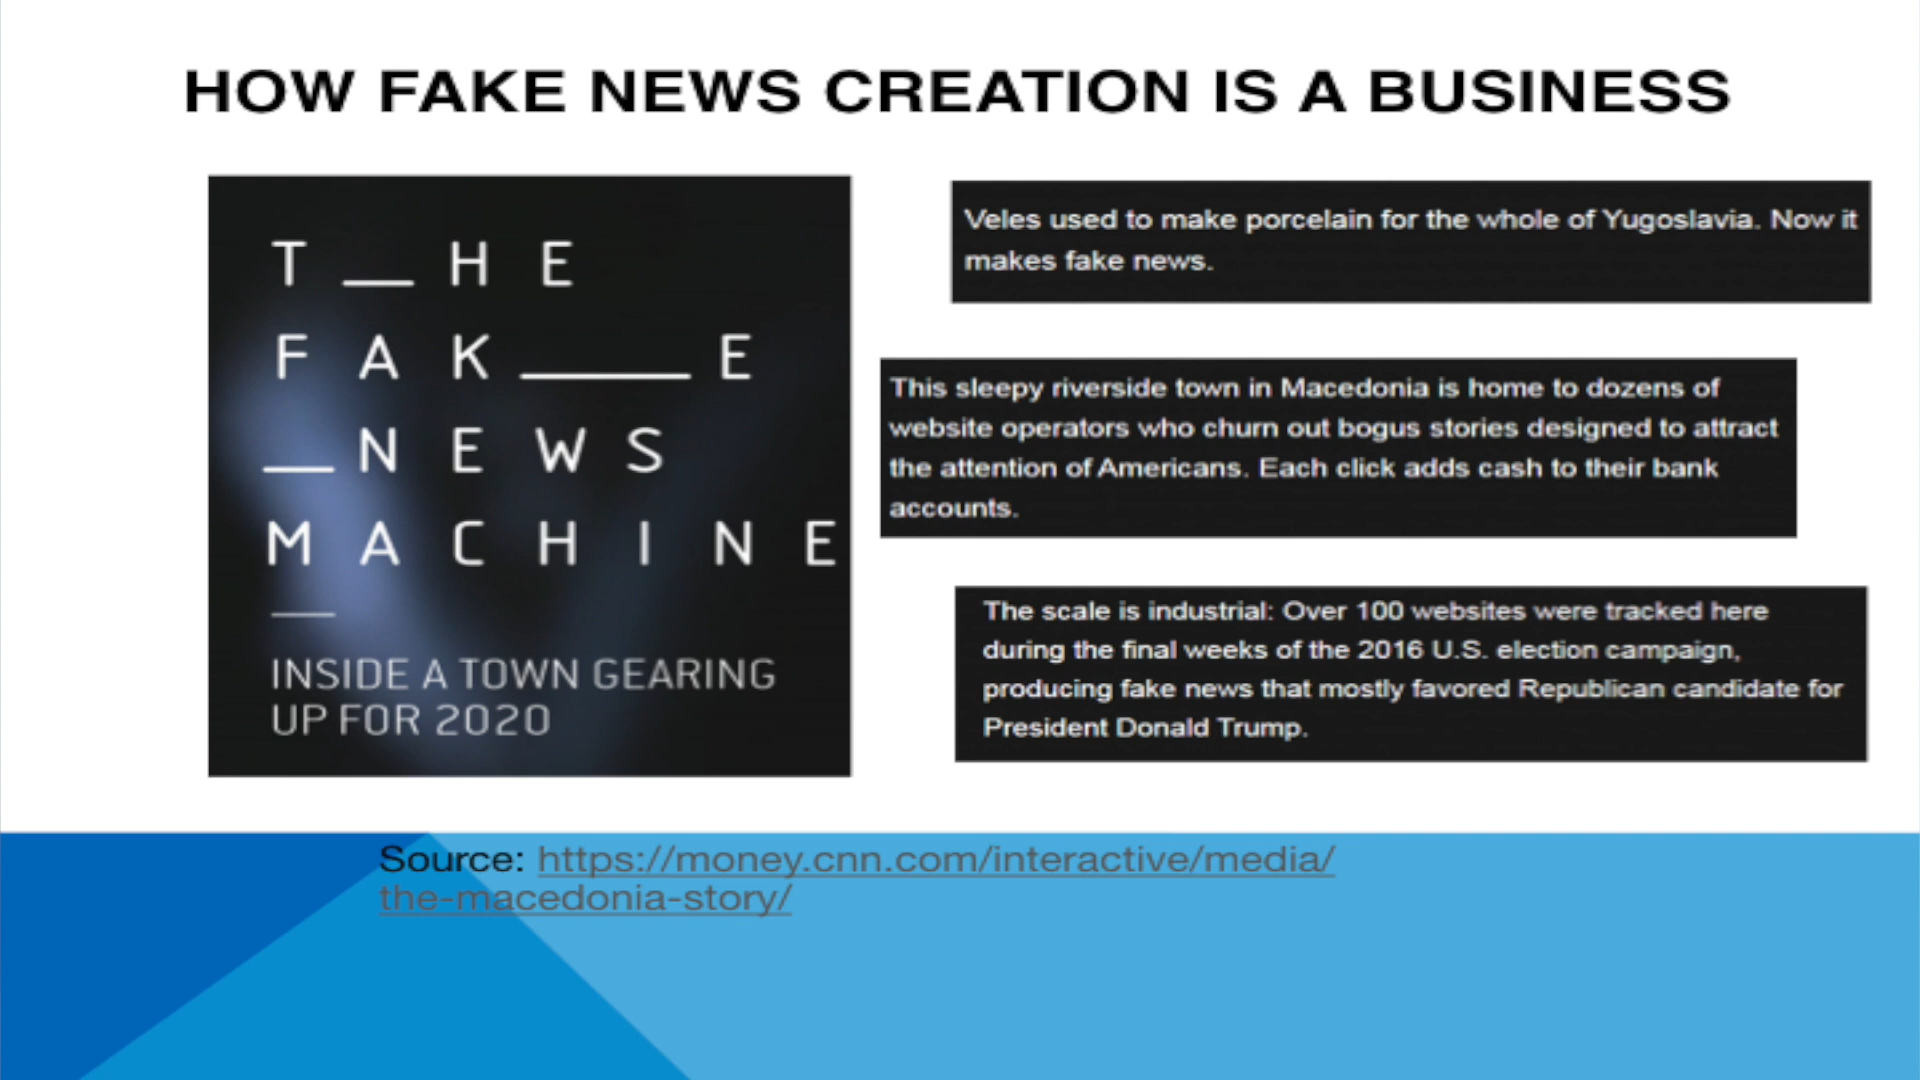 HOW FAKE NEWS CREATION IS A BUSINESS
T__HE
FAK____E
__NEWS
MACHINE
INSIDE A TOWN GEARING
UP FOR 2020
Veles used to make porcelain for the whole of Yugoslavia. Now it
makes fake news.
This sleepy riverside town in Macedonia is home to dozens of
website operators who churn out bogus stories designed to attract
the attention of Americans. Each click adds cash to their bank
accounts.
The scale is industrial: Over 100 websites were tracked here
during the final weeks of the 2016 U.S. election campaign,
producing fake news that mostly favored Republican candidate for
President Donald Trump.
Source: https://money.cnn.com/interactive/media/
the-macedonia-story/